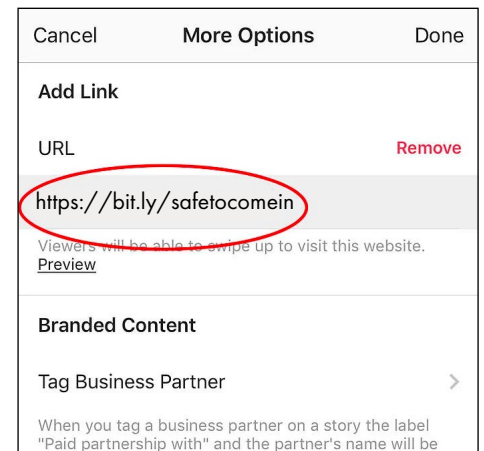 Cancel More Options Done
Add Link
URL Remove
https://bit.ly/safetocomein
Viewers will be able to swipe up to visit this website.
Preview
Branded Content
Tag Business Partner
When you tag a business partner on a story the label
"Paid partnership with" and the partner's name will be